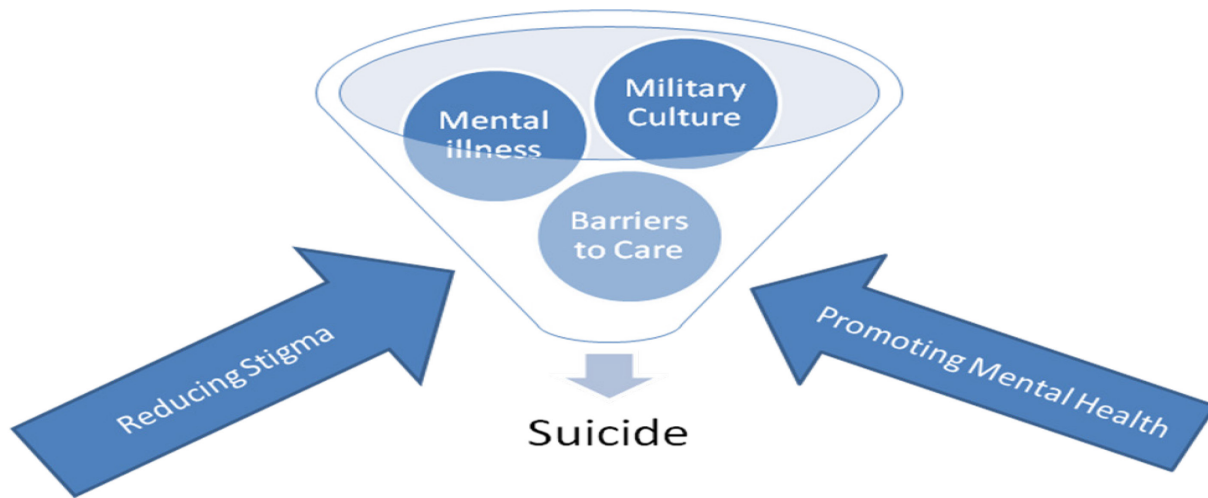 Military
Culture
Mental
illness
Barriers
to Care
Reducing Stigma
Promoting Mental Health
Suicide